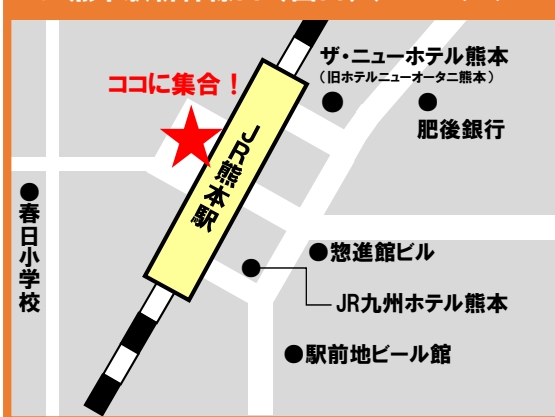 ザ・ニューホテル熊本
（旧ホテルニューオータニ熊本）
ココに集合！
肥後銀行
JR熊本駅
春日小学校
惣進館ビル
JR九州ホテル熊本
駅前地ビール館